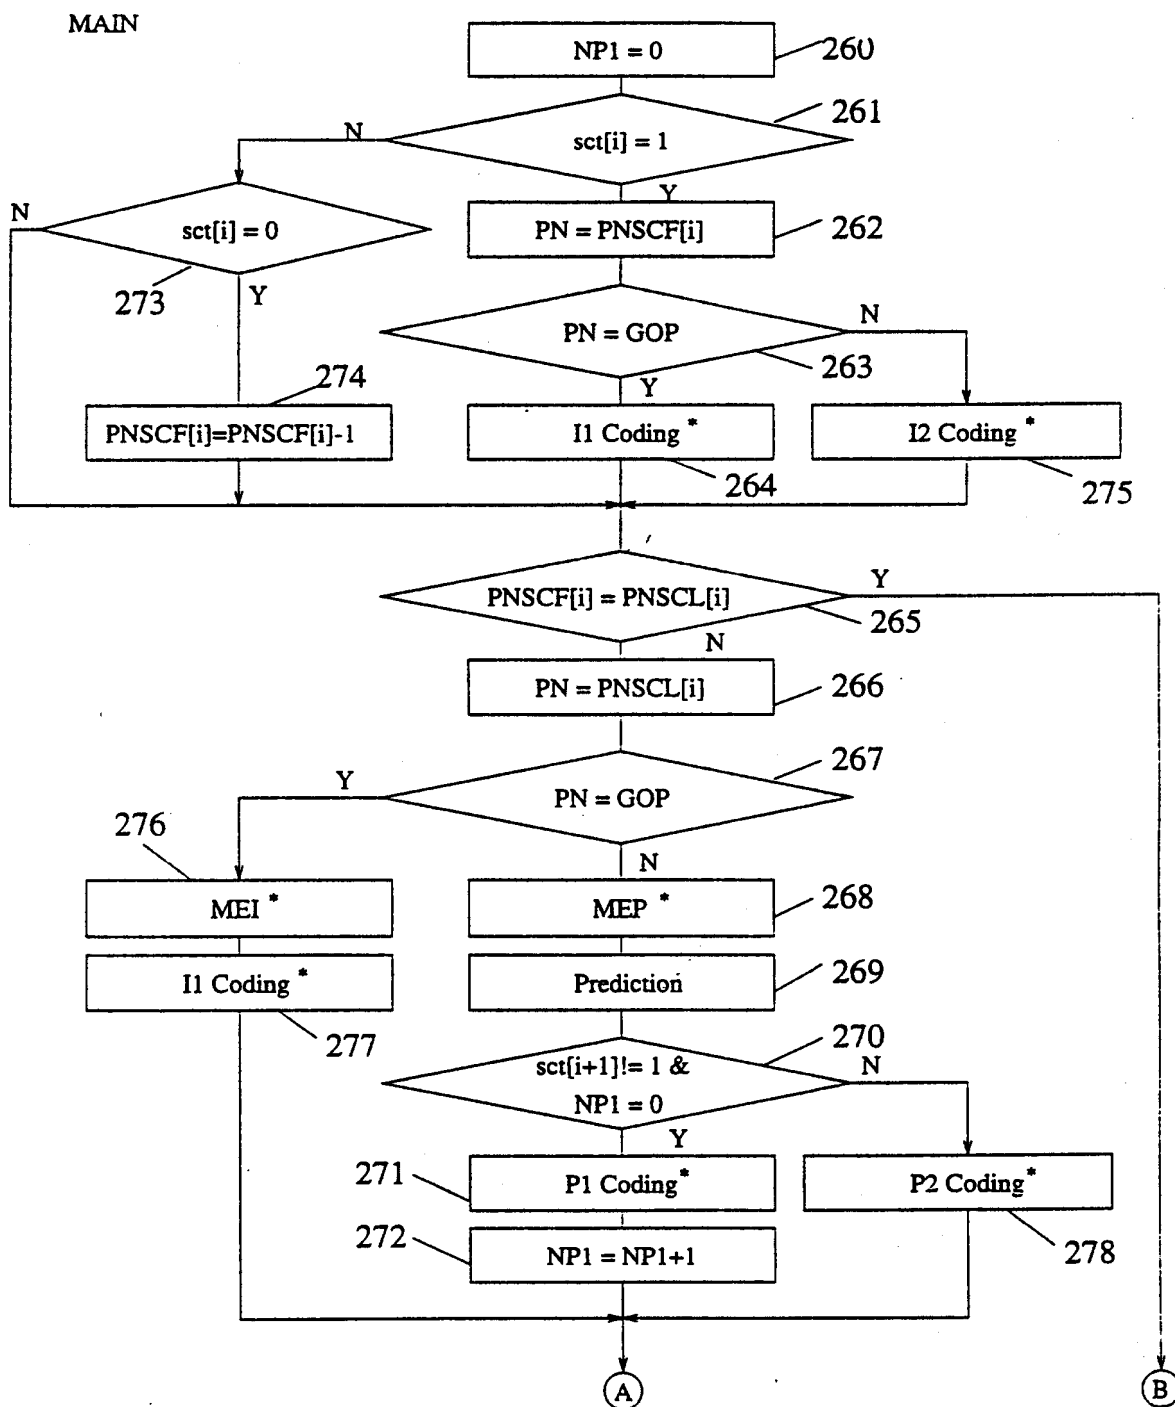 MAIN
NP1 = 0
260
261
N
sct[i] = 1
N
Y
sct[i] = 0
PN = PNSCF[i]
262
273
Y
N
PN = GOP
263
274
Y
PNSCF[i]=PNSCF[i]-1
I1 Coding *
I2 Coding *
264
275
PNSCF[i] = PNSCL[i]
Y
265
N
PN = PNSCL[i]
266
267
Y
PN = GOP
276
N
MEI *
MEP *
268
I1 Coding *
Prediction
269
277
270
sct[i+1]!= 1 &
N
NP1 = 0
Y
271
P1 Coding*
P2 Coding*
272
NP1 = NP1+1
278
A
B